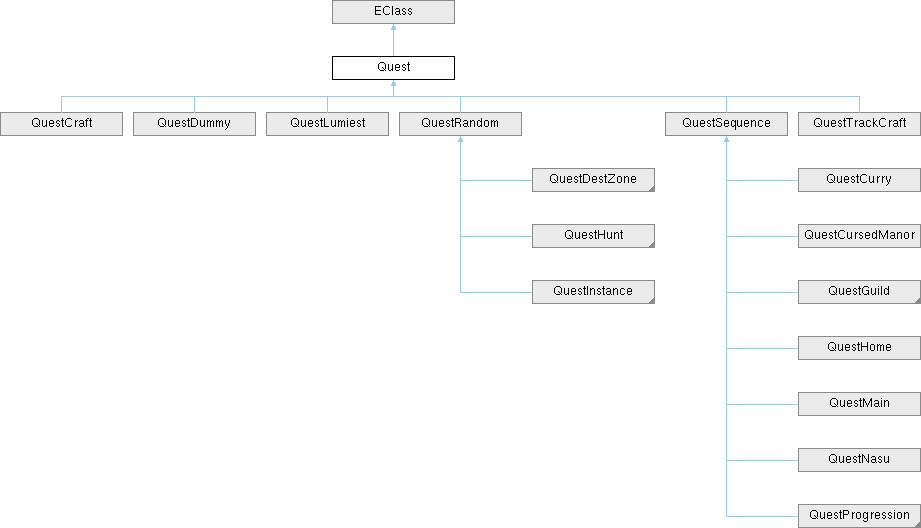 EClass
Quest
QuestCraft
QuestDummy
QuestLumiest
QuestRandom
QuestSequence
QuestTrackCraft
QuestDestZone
QuestCurry
QuestHunt
QuestCursedManor
QuestInstance
QuestGuild
QuestHome
QuestMain
QuestNasu
QuestProgression